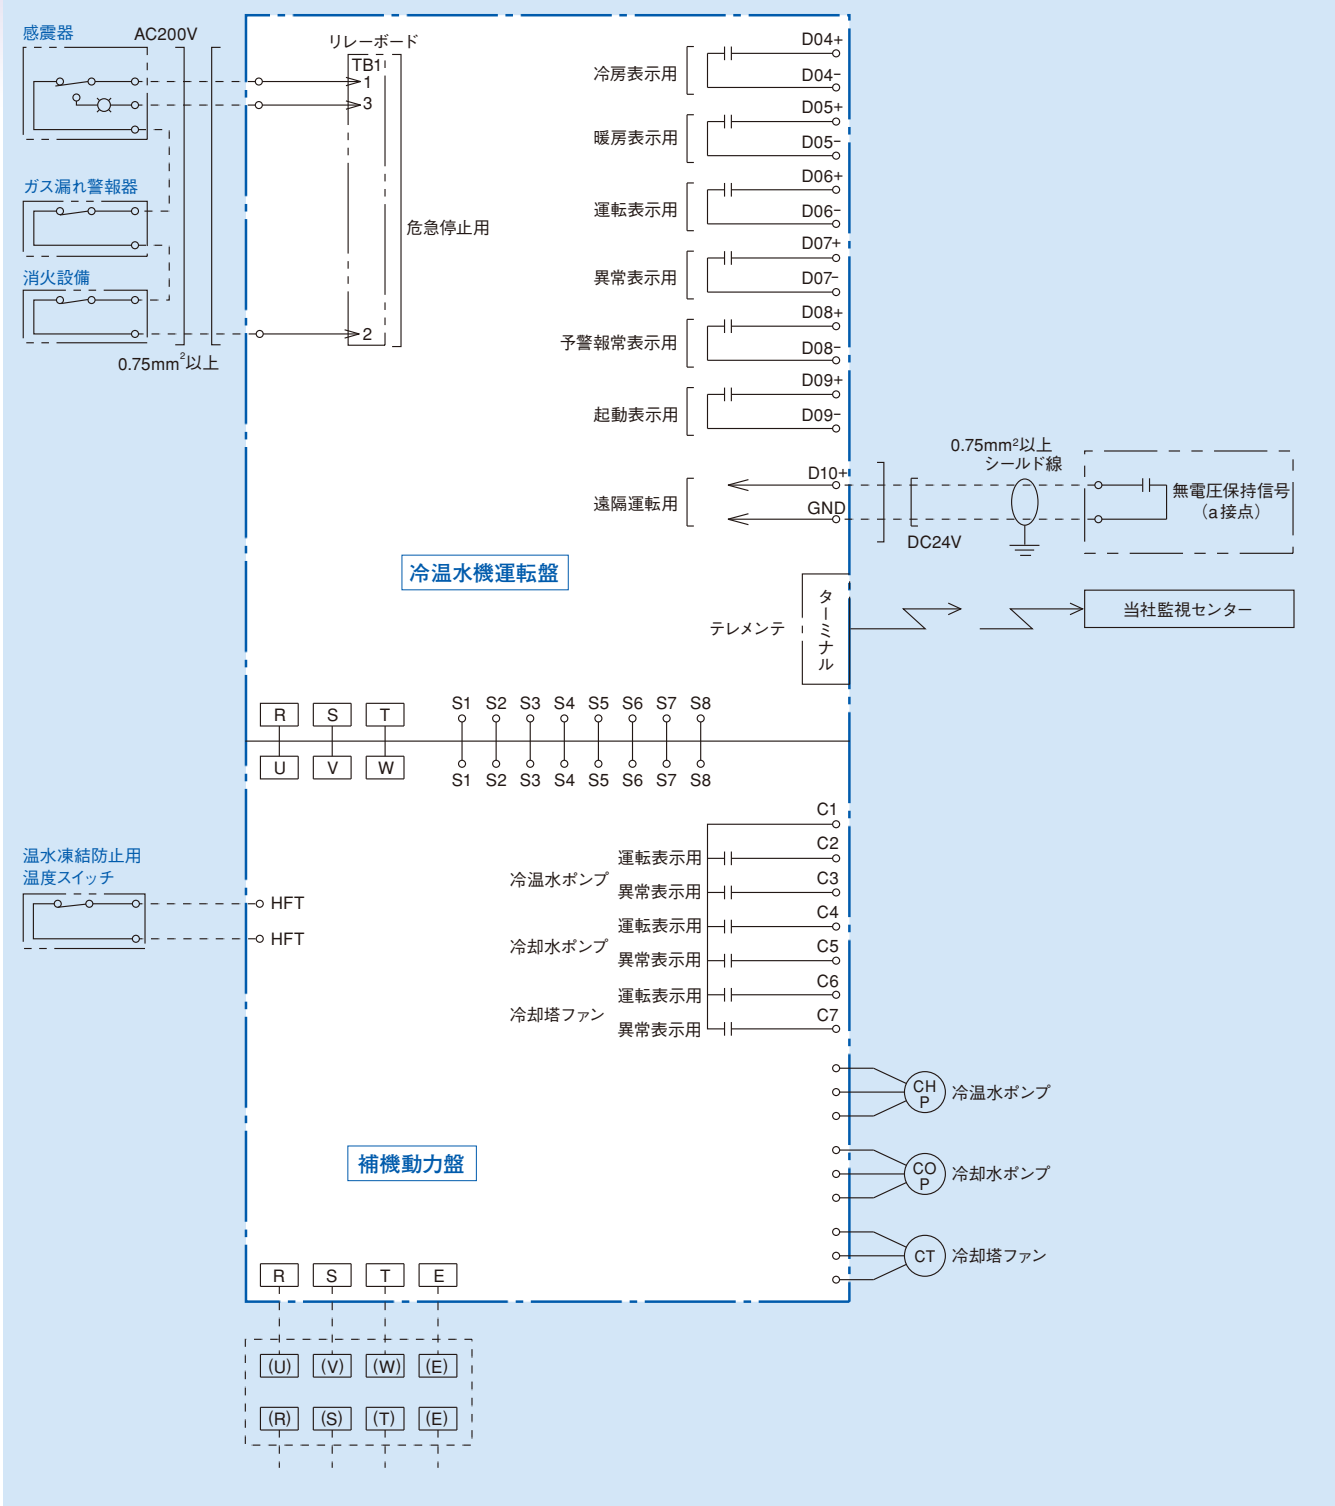 感震器
AC200V
リレーボード
TB1
1
3
2
危急停止用
ガス漏れ警報器
消火設備
0.75mm²以上
冷房表示用
D04+
D04-
暖房表示用
D05+
D05-
運転表示用
D06+
D06-
異常表示用
D07+
D07-
予警報常表示用
D08+
D08-
起動表示用
D09+
D09-
遠隔運転用
D10+
GND
0.75mm²以上
シールド線
DC24V
無電圧保持信号
（a接点）
冷温水機運転盤
テレメンテ
ターミナル
当社監視センター
R S T
S1 S2 S3 S4 S5 S6 S7 S8
U V W
S1 S2 S3 S4 S5 S6 S7 S8
温水凍結防止用
温度スイッチ
HFT
HFT
C1
冷温水ポンプ
運転表示用
C2
異常表示用
C3
冷却水ポンプ
運転表示用
C4
異常表示用
C5
冷却塔ファン
運転表示用
C6
異常表示用
C7
CH
P
冷温水ポンプ
補機動力盤
CO
P
冷却水ポンプ
CT
冷却塔ファン
R S T E
(U) (V) (W) (E)
(R) (S) (T) (E)